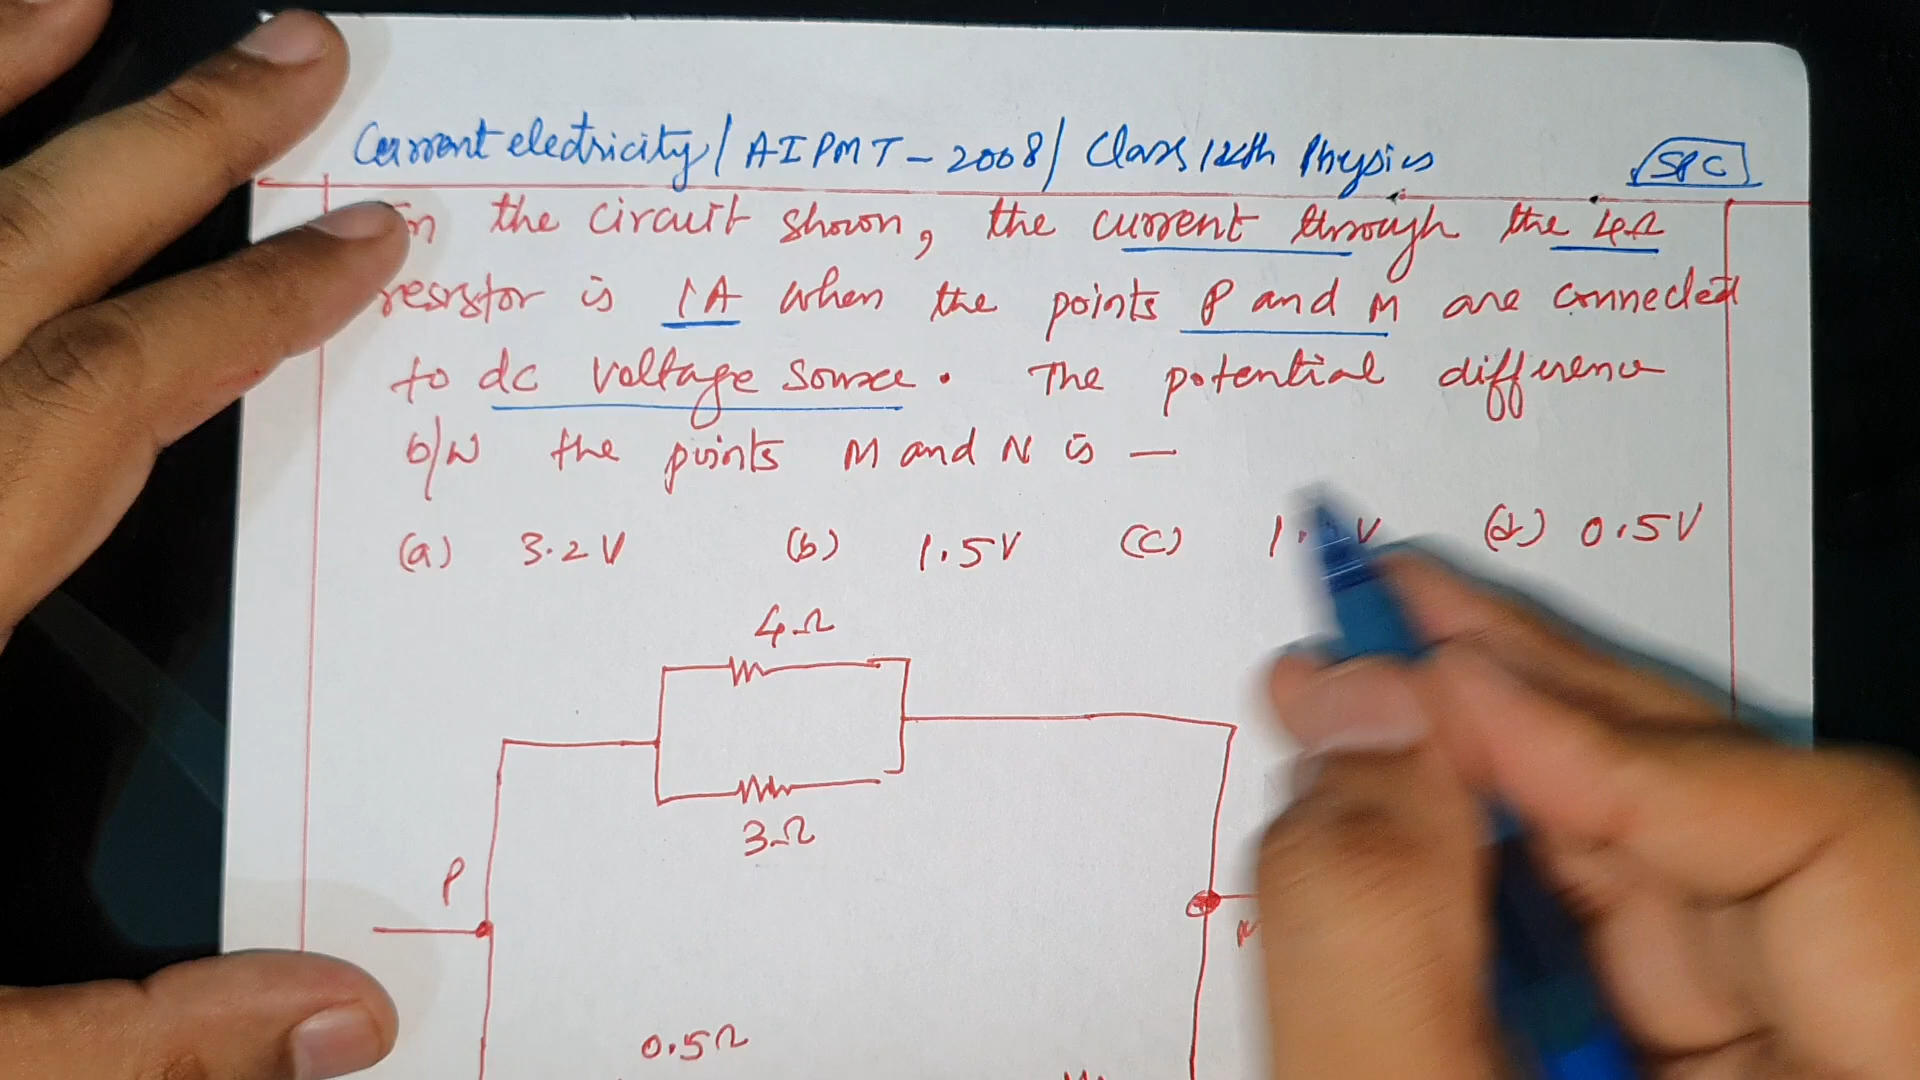 Current electricity / AIPMT - 2008 / Class 12th Physics
SPC
In the circuit shown, the current through the 4Ω
resistor is 1A when the points P and M are connected
to dc voltage source. The potential difference
b/w the points M and N is —
(a) 3.2V (b) 1.5V (c) (d) 0.5V
4Ω
3Ω
P
0.5Ω